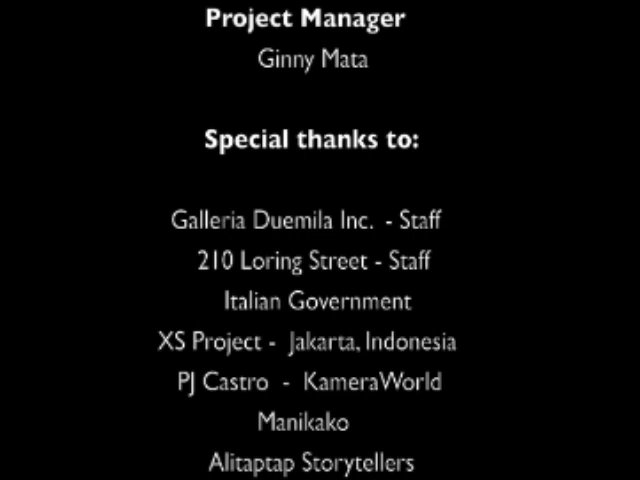 Project Manager
Ginny Mata
Special thanks to:
Galleria Duemila Inc.  - Staff
210 Loring Street - Staff
Italian Government
XS Project -  Jakarta, Indonesia
PJ Castro  -  KameraWorld
Manikako
Alitaptap Storytellers